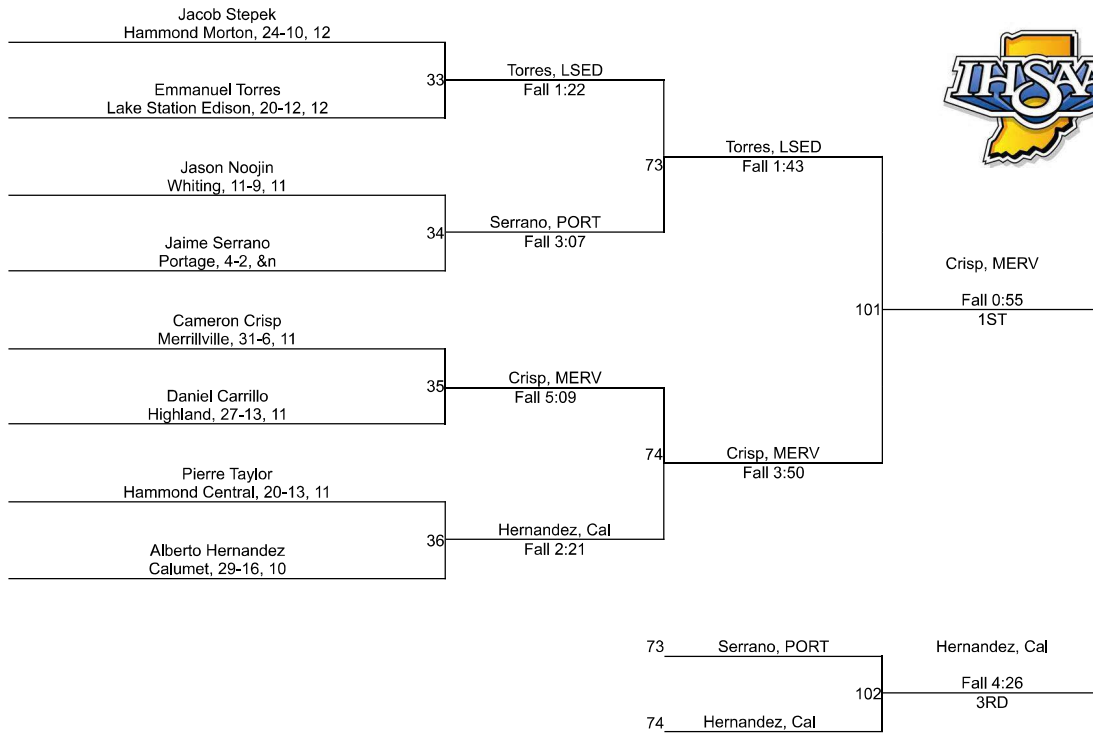 Jacob Stepek
Hammond Morton, 24-10, 12
33
Torres, LSED
Fall 1:22
Emmanuel Torres
Lake Station Edison, 20-12, 12
IHSAA
73
Torres, LSED
Fall 1:43
Jason Noojin
Whiting, 11-9, 11
34
Serrano, PORT
Fall 3:07
Jaime Serrano
Portage, 4-2, &n
101
Crisp, MERV
Fall 0:55
1ST
Cameron Crisp
Merrillville, 31-6, 11
35
Crisp, MERV
Fall 5:09
Daniel Carrillo
Highland, 27-13, 11
74
Crisp, MERV
Fall 3:50
Pierre Taylor
Hammond Central, 20-13, 11
36
Hernandez, Cal
Fall 2:21
Alberto Hernandez
Calumet, 29-16, 10
73 Serrano, PORT
102
Hernandez, Cal
Fall 4:26
3RD
74 Hernandez, Cal